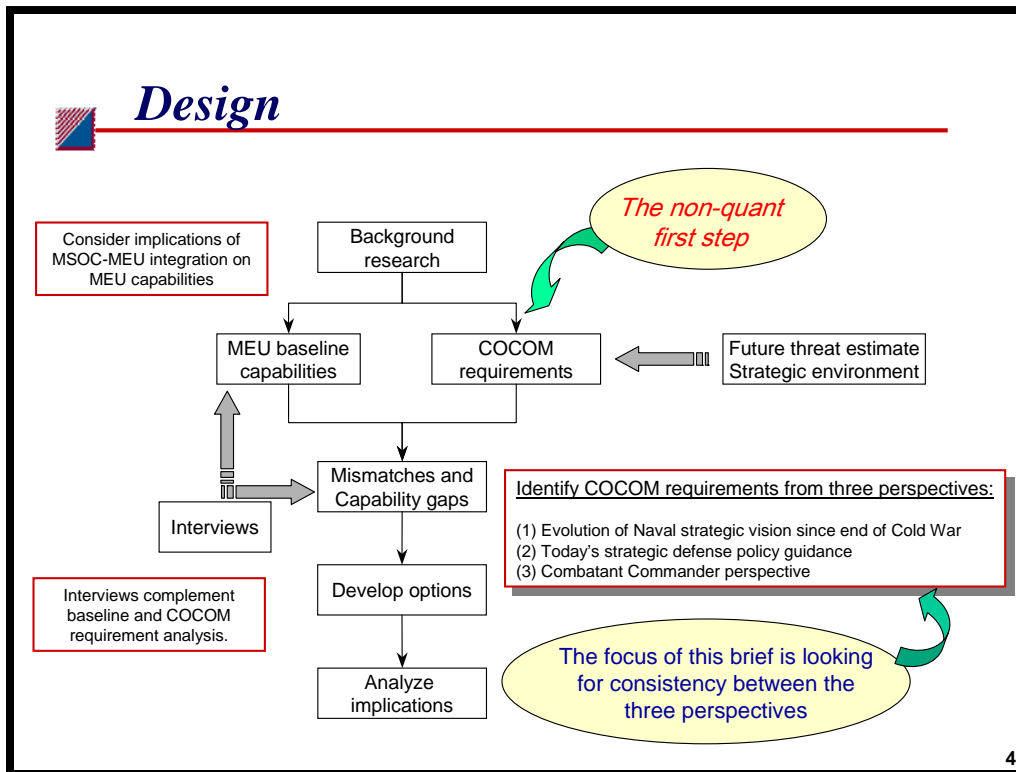 Design
The non-quant
first step
Consider implications of
MSOC-MEU integration on
MEU capabilities
Background
research
MEU baseline
capabilities
COCOM
requirements
Future threat estimate
Strategic environment
Mismatches and
Capability gaps
Interviews
Identify COCOM requirements from three perspectives:
(1) Evolution of Naval strategic vision since end of Cold War
(2) Today's strategic defense policy guidance
(3) Combatant Commander perspective
Develop options
Interviews complement
baseline and COCOM
requirement analysis.
The focus of this brief is looking
for consistency between the
three perspectives
Analyze
implications
4